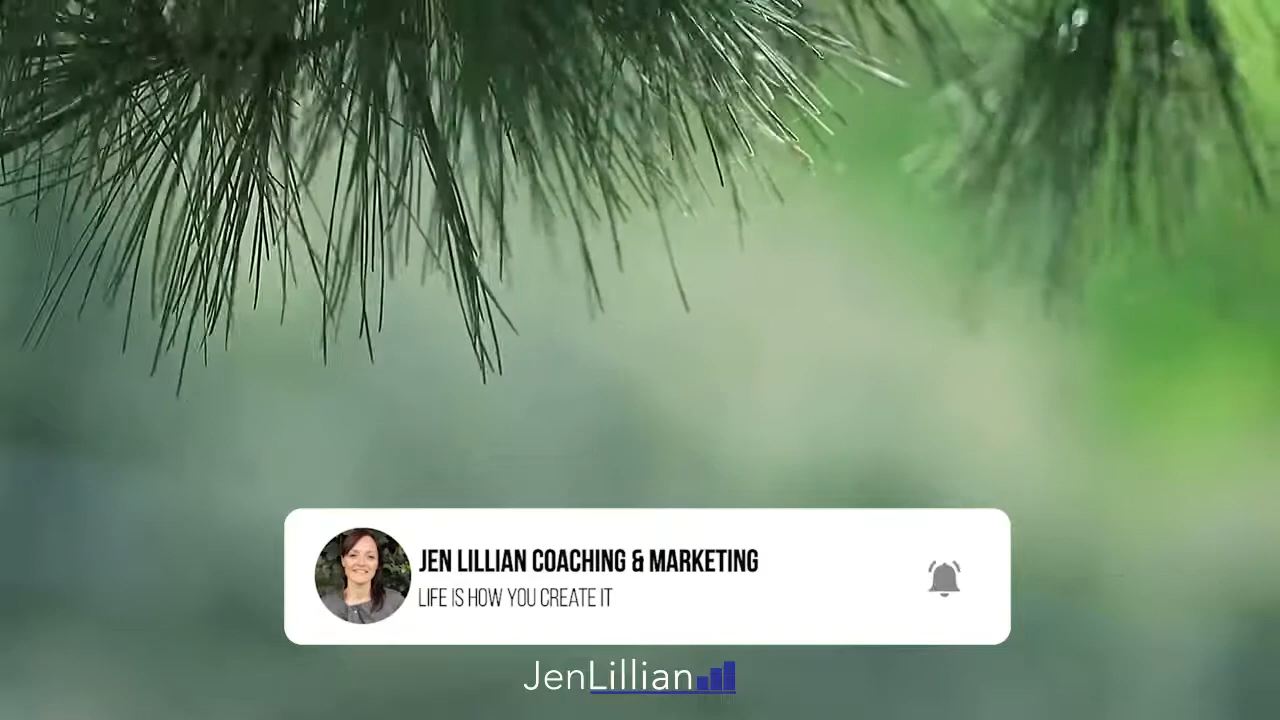 JEN LILLIAN COACHING & MARKETING
LIFE IS HOW YOU CREATE IT
JenLillian